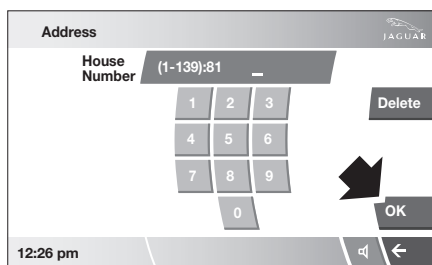 Address
JAGUAR
House
Number
(1-139):81 _
1 2 3
Delete
4 5 6
7 8 9
0
OK
12:26 pm